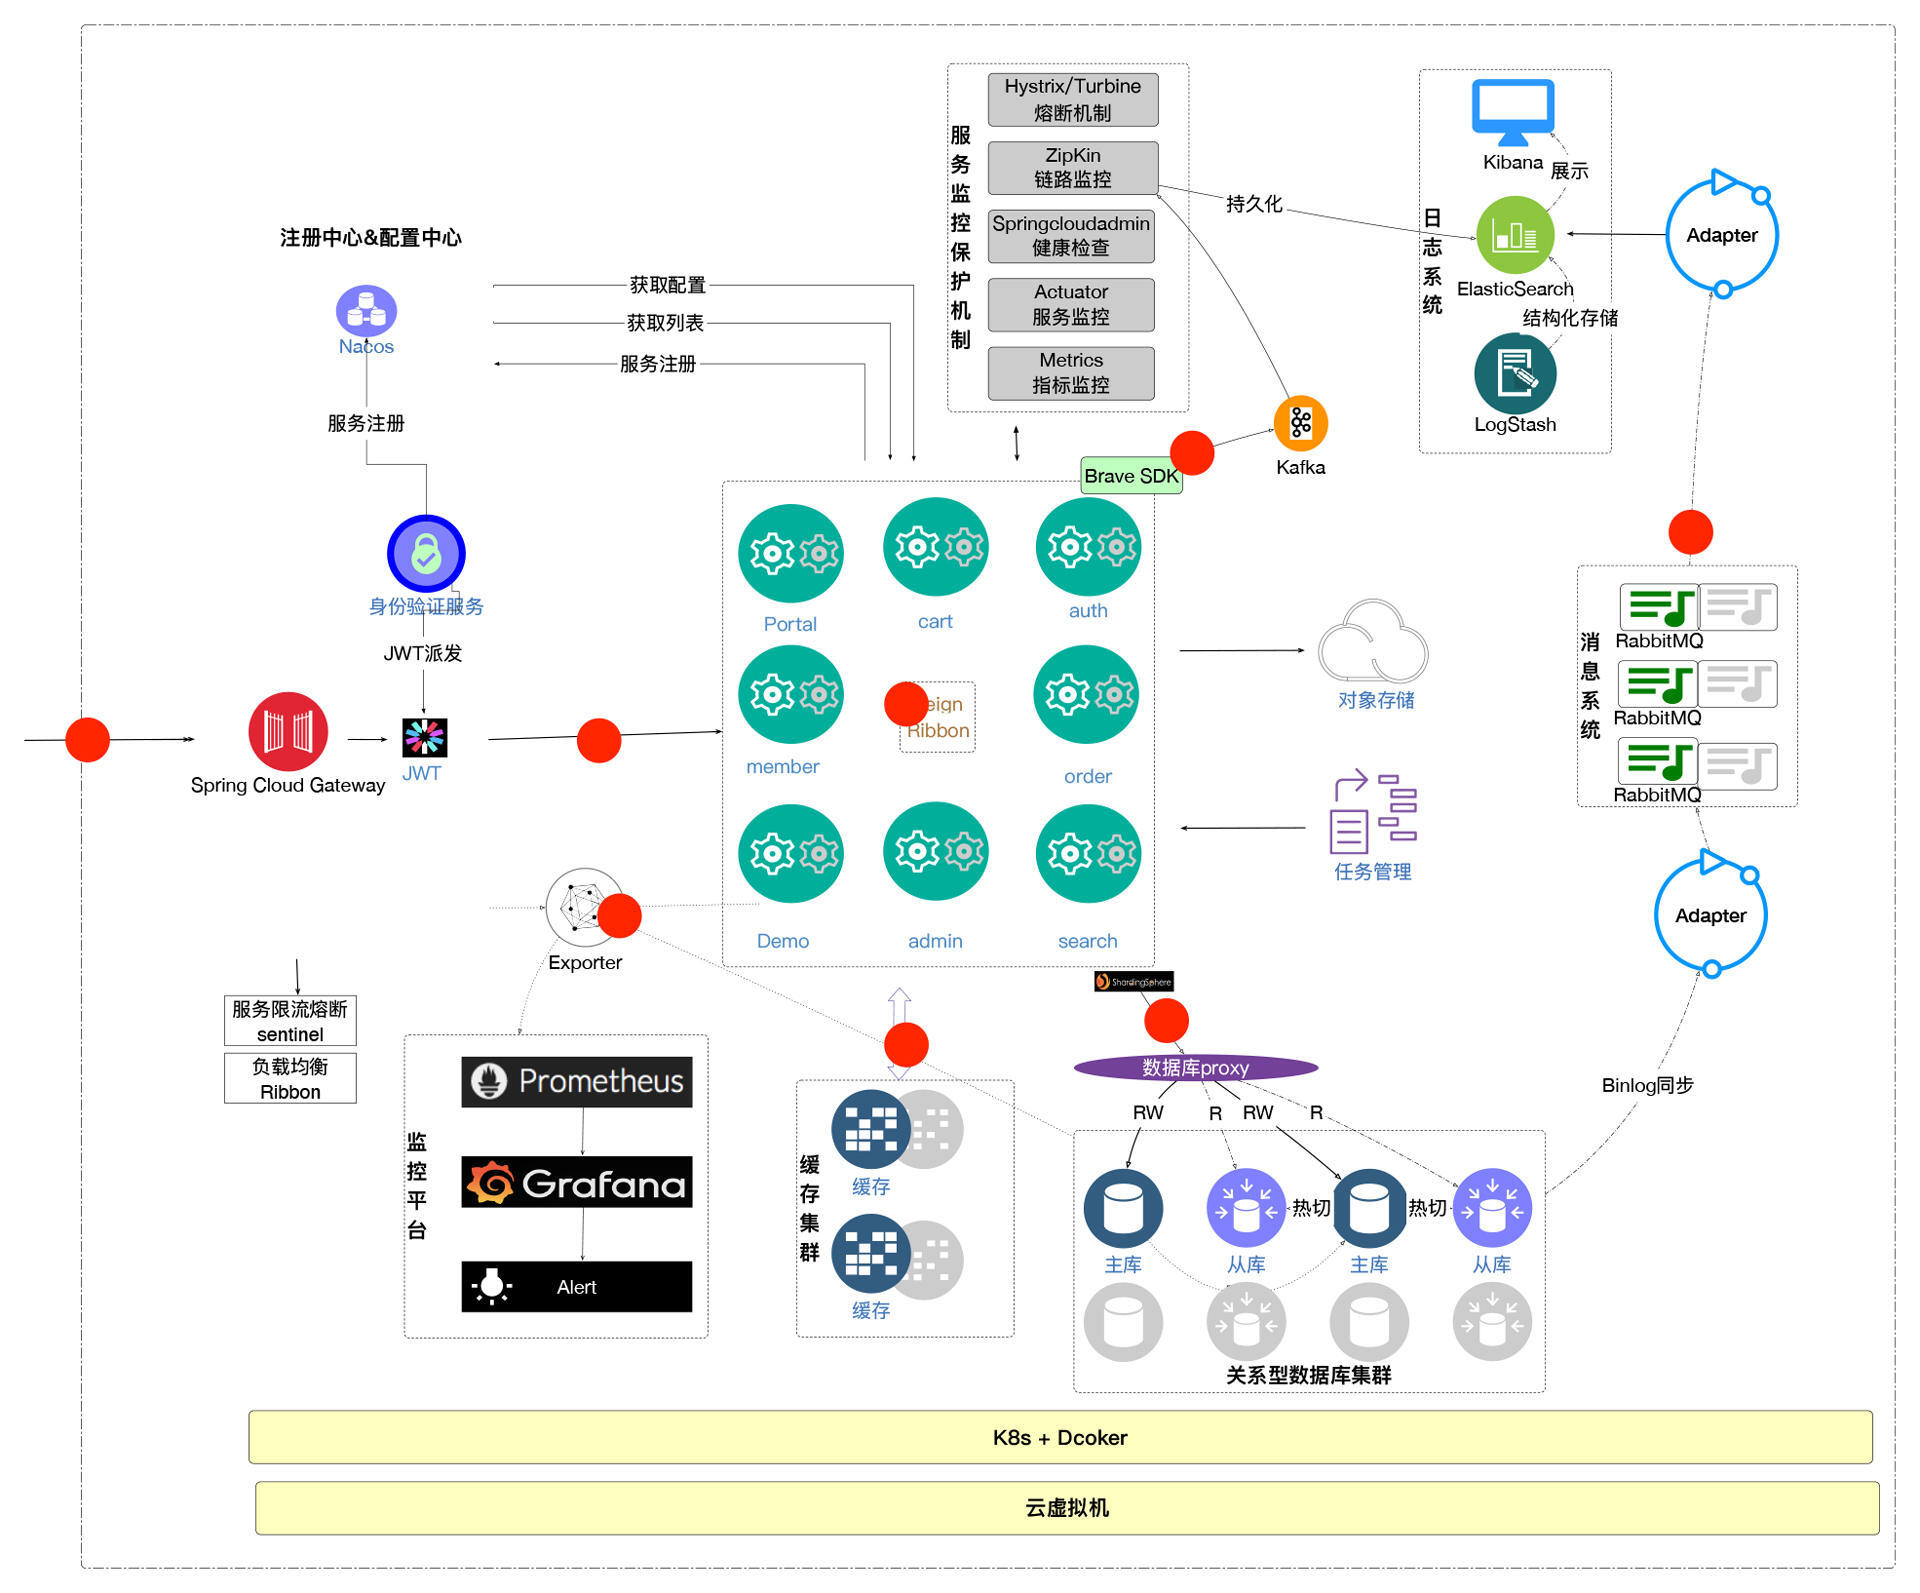 Hystrix/Turbine
熔断机制
ZipKin
链路监控
Springcloudadmin
健康检查
Actuator
服务监控
Metrics
指标监控
服务监控保护机制
Kibana
展示
ElasticSearch
结构化存储
LogStash
日志系统
持久化
Adapter
注册中心&配置中心
Nacos
获取配置
获取列表
服务注册
服务注册
Kafka
Brave SDK
身份验证服务
JWT派发
Spring Cloud Gateway
JWT
Portal
cart
auth
member
eign
Ribbon
order
Demo
admin
search
对象存储
任务管理
消息系统
RabbitMQ
RabbitMQ
RabbitMQ
Adapter
Binlog同步
Exporter
服务限流熔断
sentinel
负载均衡
Ribbon
监控平台
Prometheus
Grafana
Alert
缓存集群
缓存
缓存
ShardingSphere
数据库proxy
RW
R
RW
R
热切
热切
主库
从库
主库
从库
关系型数据库集群
K8s + Dcoker
云虚拟机